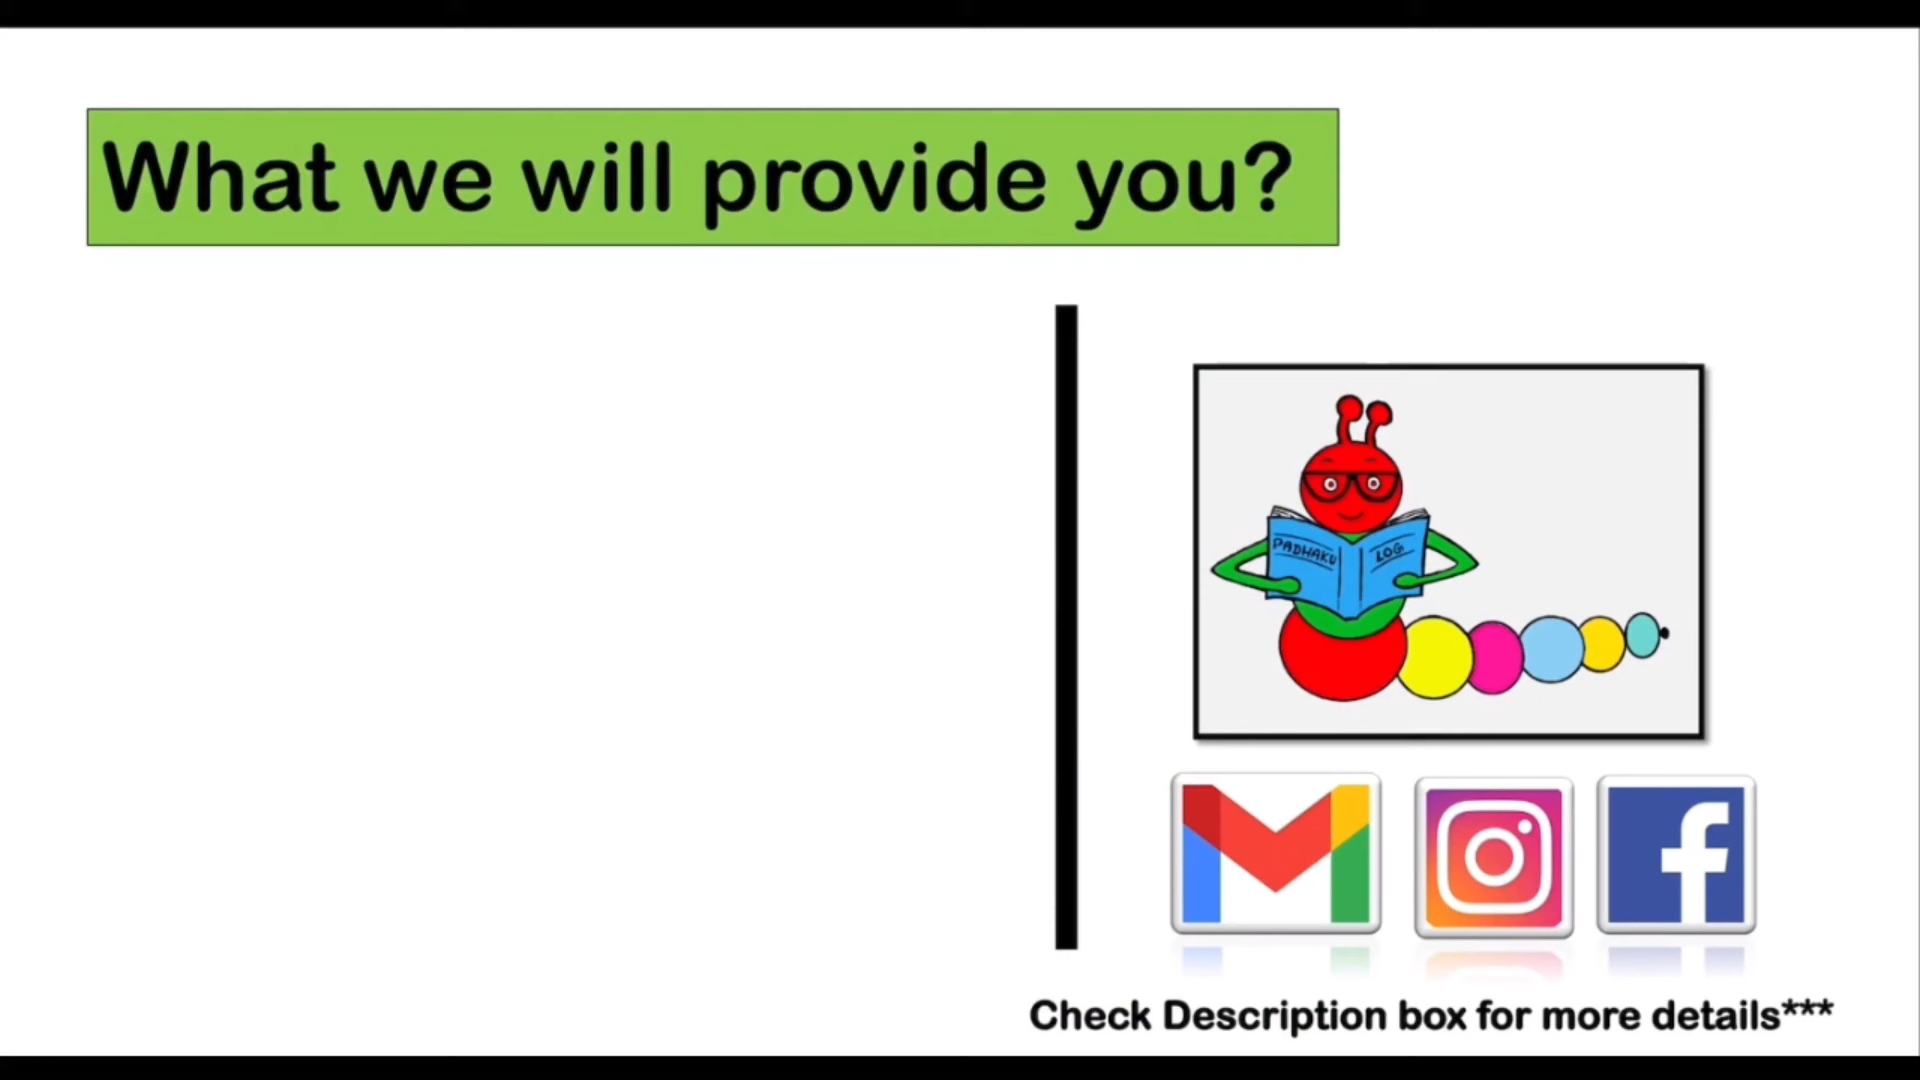 What we will provide you?
PADHAKU LOG
Check Description box for more details***